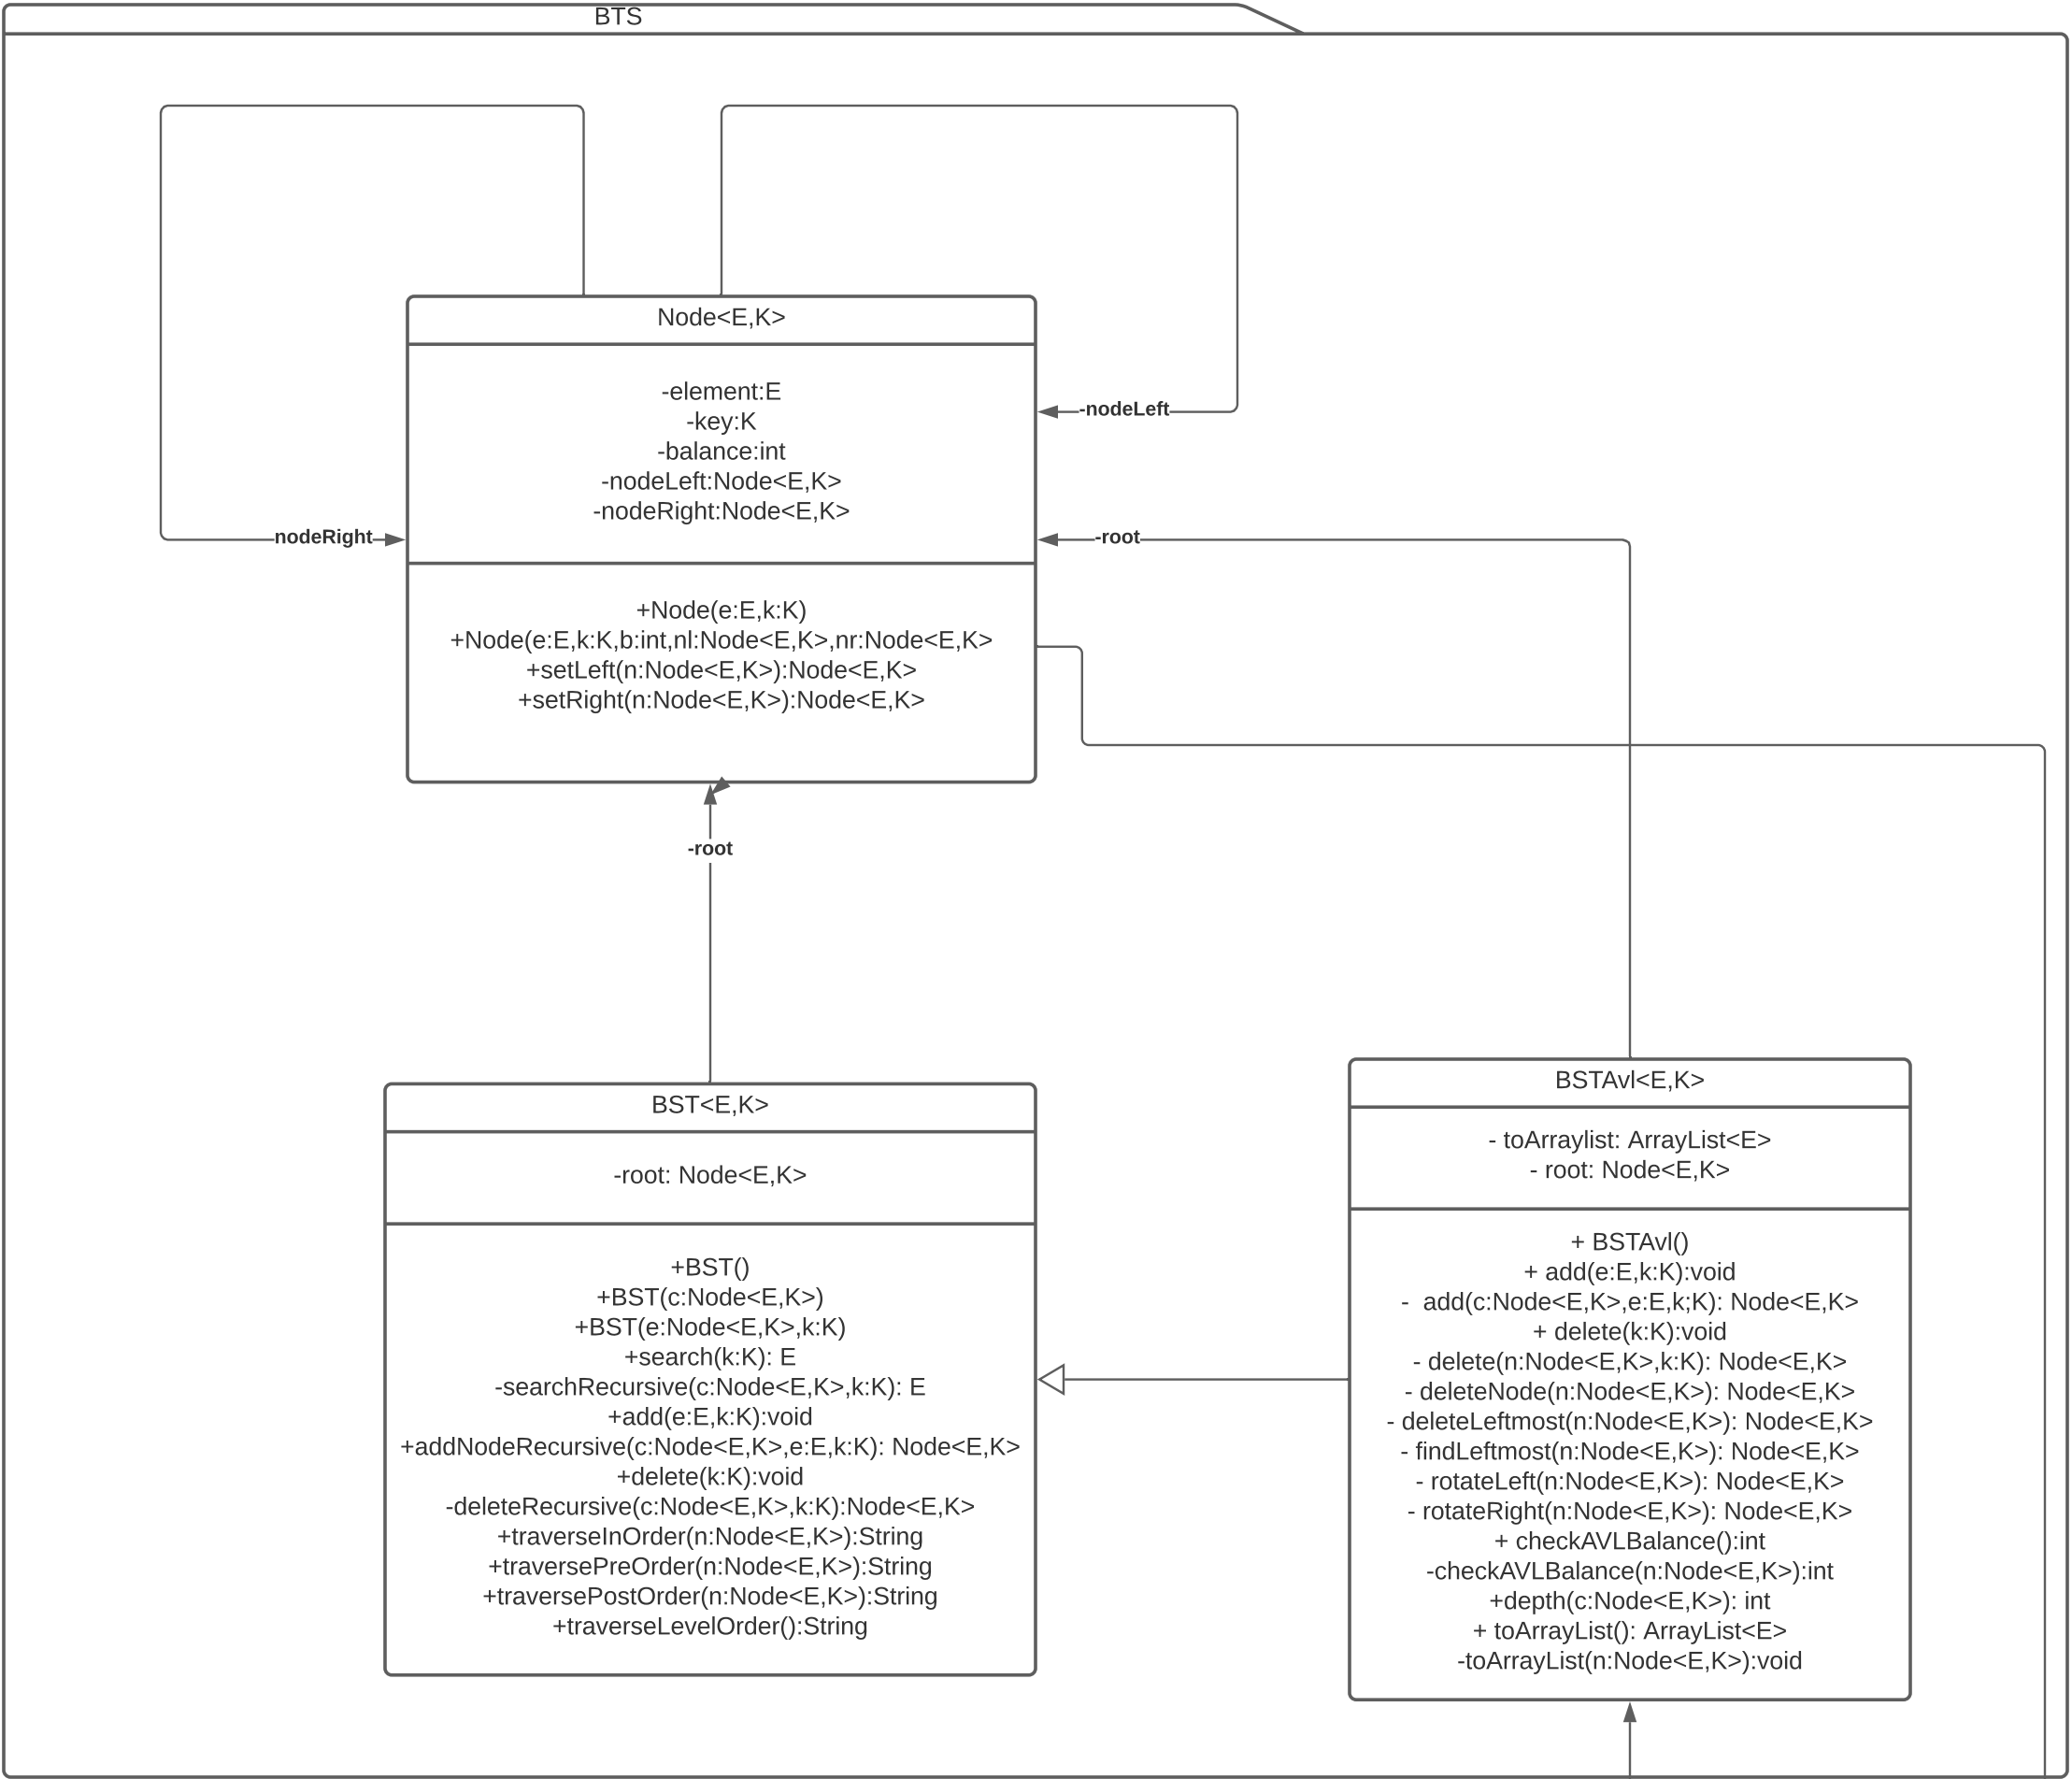 BTS
Node<E,K>
-element:E
-key:K
-balance:int
-nodeLeft:Node<E,K>
-nodeRight:Node<E,K>
-nodeLeft
nodeRight
-root
+Node(e:E,k:K)
+Node(e:E,k:K,b:int,nl:Node<E,K>,nr:Node<E,K>
+setLeft(n:Node<E,K>):Node<E,K>
+setRight(n:Node<E,K>):Node<E,K>
-root
BST<E,K>
-root: Node<E,K>
+BST()
+BST(c:Node<E,K>)
+BST(e:Node<E,K>,k:K)
+search(k:K): E
-searchRecursive(c:Node<E,K>,k:K): E
+add(e:E,k:K):void
+addNodeRecursive(c:Node<E,K>,e:E,k:K): Node<E,K>
+delete(k:K):void
-deleteRecursive(c:Node<E,K>,k:K):Node<E,K>
+traverseInOrder(n:Node<E,K>):String
+traversePreOrder(n:Node<E,K>):String
+traversePostOrder(n:Node<E,K>):String
+traverseLevelOrder():String
BSTAvl<E,K>
- toArraylist: ArrayList<E>
- root: Node<E,K>
+ BSTAvl()
+ add(e:E,k:K):void
-  add(c:Node<E,K>,e:E,k;K): Node<E,K>
+ delete(k:K):void
- delete(n:Node<E,K>,k:K): Node<E,K>
- deleteNode(n:Node<E,K>): Node<E,K>
- deleteLeftmost(n:Node<E,K>): Node<E,K>
- findLeftmost(n:Node<E,K>): Node<E,K>
- rotateLeft(n:Node<E,K>): Node<E,K>
- rotateRight(n:Node<E,K>): Node<E,K>
+ checkAVLBalance():int
-checkAVLBalance(n:Node<E,K>):int
+depth(c:Node<E,K>): int
+ toArrayList(): ArrayList<E>
-toArrayList(n:Node<E,K>):void